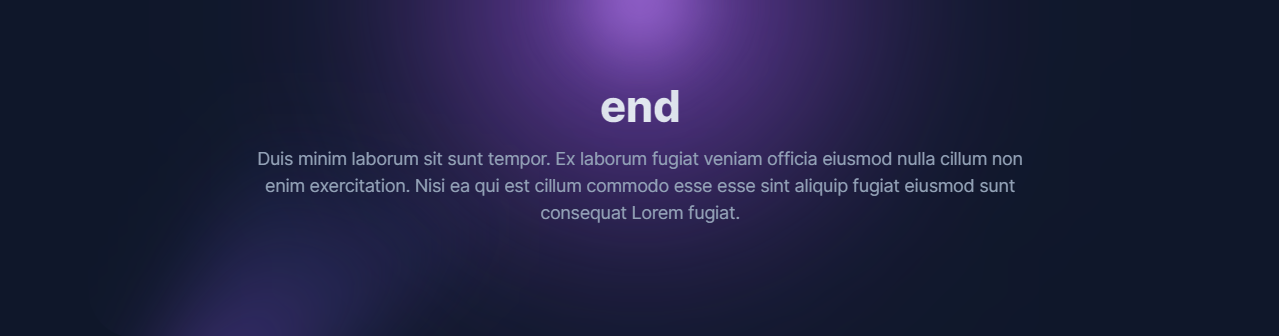 end
Duis minim laborum sit sunt tempor. Ex laborum fugiat veniam officia eiusmod nulla cillum non
enim exercitation. Nisi ea qui est cillum commodo esse esse sint aliquip fugiat eiusmod sunt
consequat Lorem fugiat.